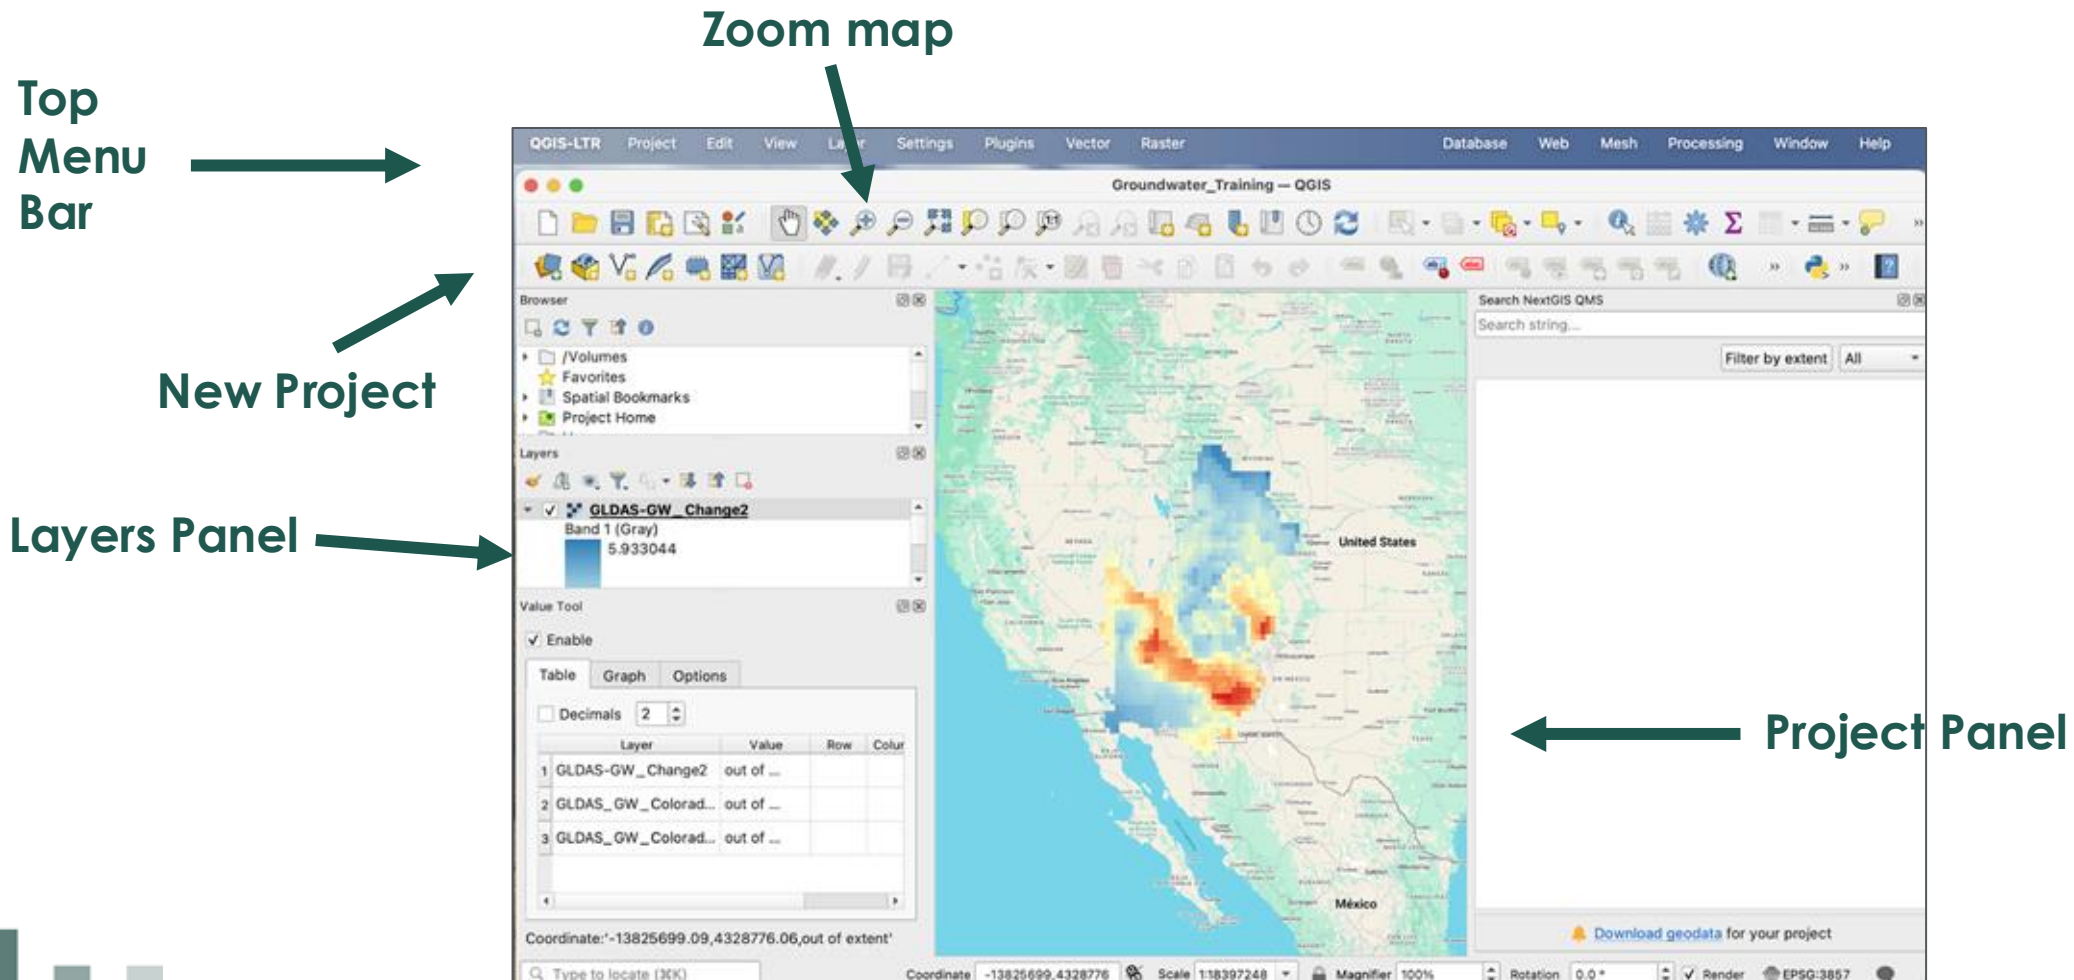 Zoom map
Top
Menu
Bar
New Project
Layers Panel
Project Panel
QGIS-LTR Project Edit View Layer Settings Plugins Vector Raster Database Web Mesh Processing Window Help
Groundwater_Training — QGIS
Browser
/Volumes
Favorites
Spatial Bookmarks
Project Home
Layers
GLDAS-GW_Change2
Band 1 (Gray)
5.933044
Value Tool
Enable
Table Graph Options
Decimals 2
Layer Value Row Colur
1 GLDAS-GW_Change2 out of ...
2 GLDAS_GW_Colorad... out of ...
3 GLDAS_GW_Colorad... out of ...
Coordinate:'-13825699.09,4328776.06,out of extent'
United States
México
Search NextGIS QMS
Search string...
Filter by extent All
Download geodata for your project
Type to locate (⌘K) Coordinate -13825699,4328776 Scale 1:18397248 Magnifier 100% Rotation 0.0 ° Render EPSG:3857